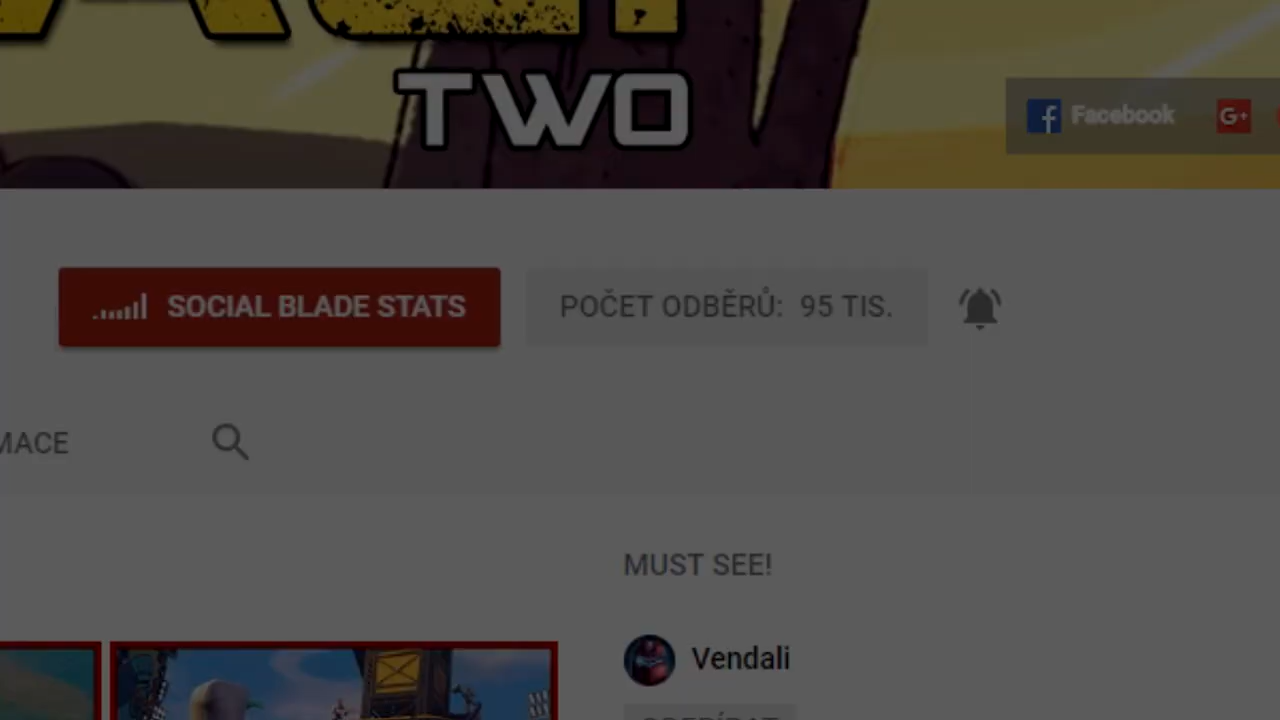 TWO
Facebook
G+
SOCIAL BLADE STATS
POČET ODBĚRŮ: 95 TIS.
MACE
MUST SEE!
Vendali